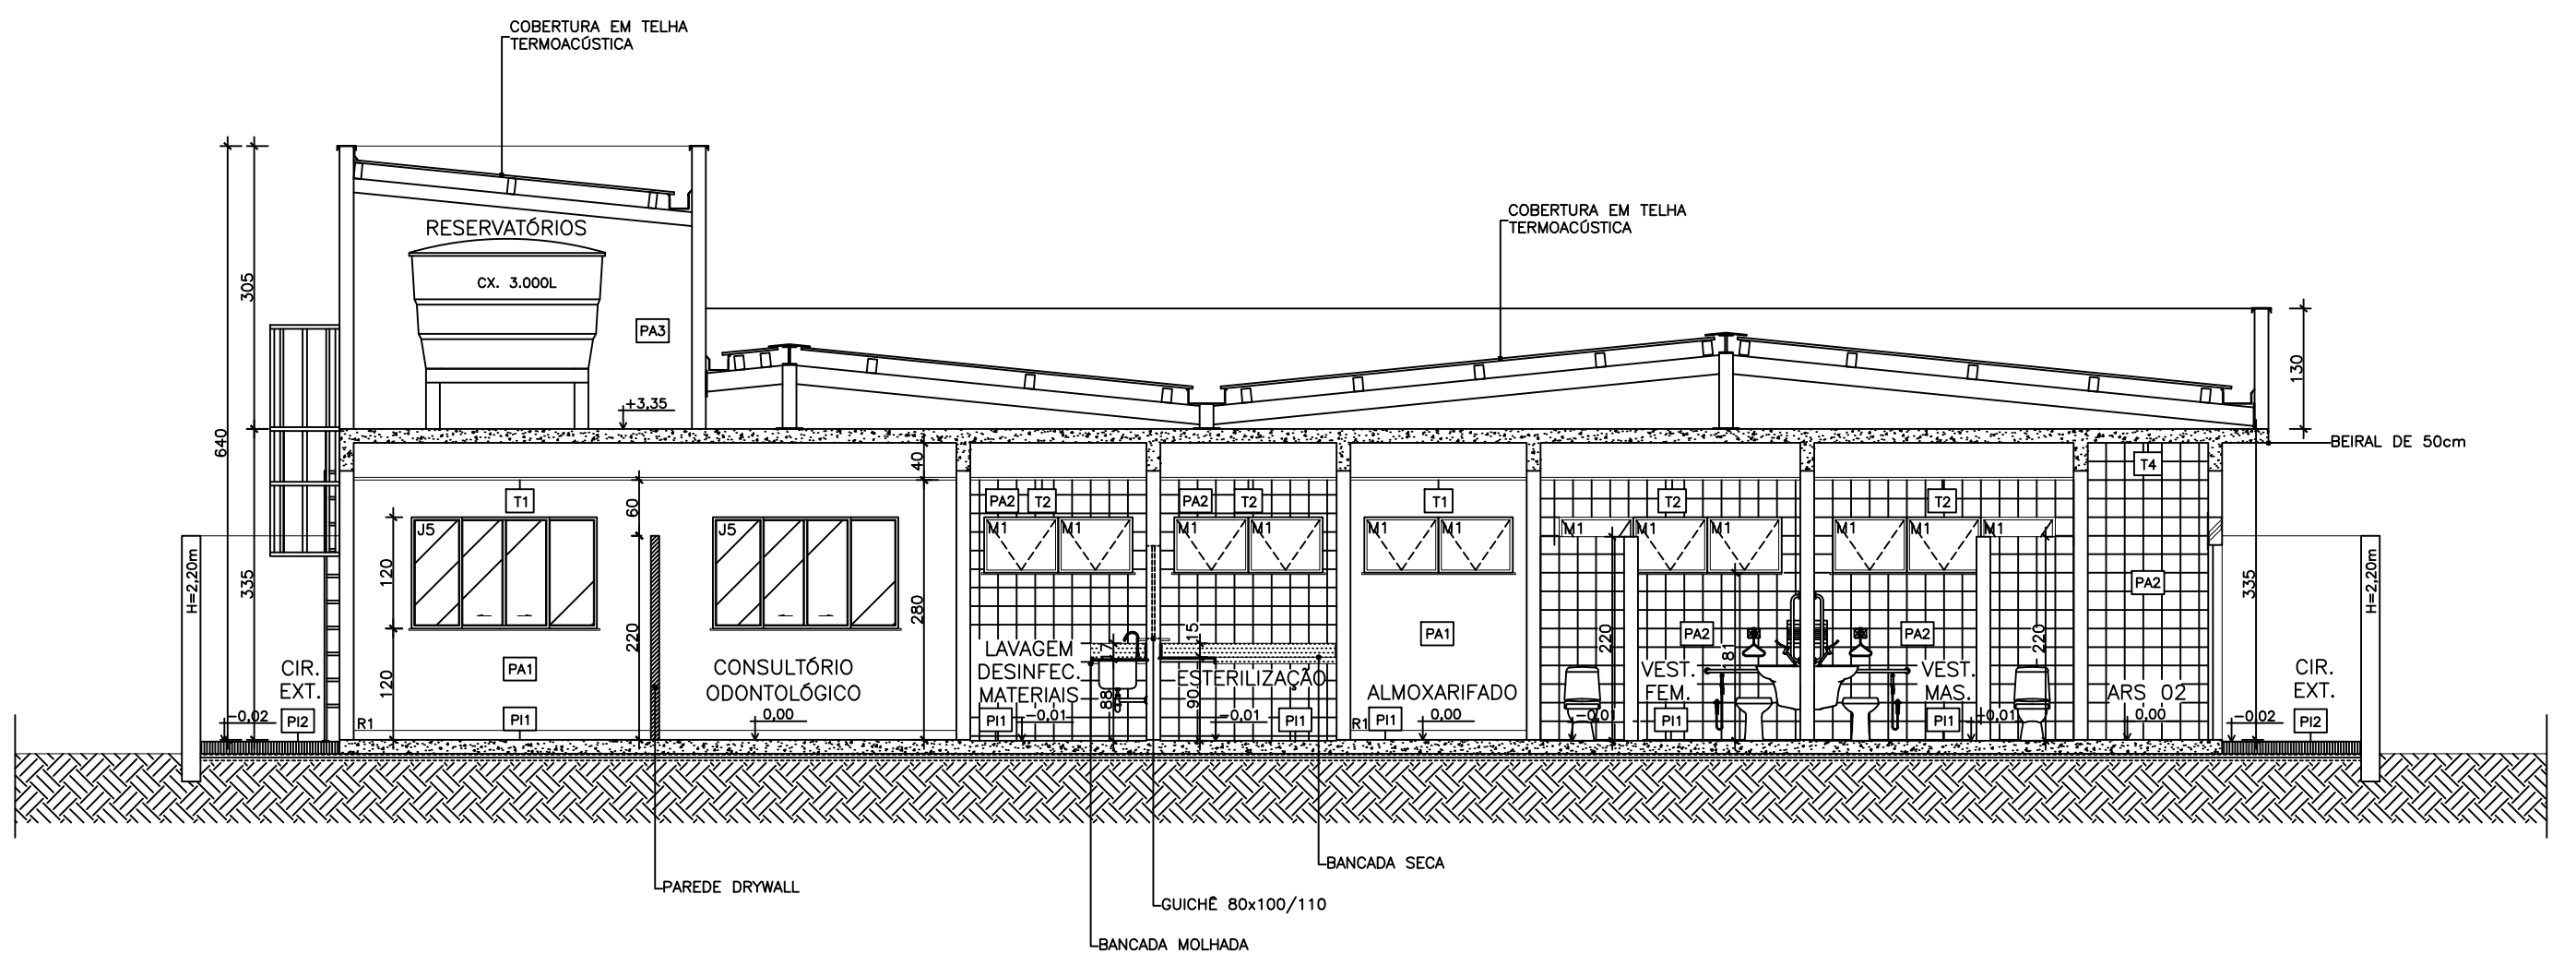 COBERTURA EM TELHA
TERMOACÚSTICA
RESERVATÓRIOS
CX. 3.000L
PA3
+3,35
305
640
335
COBERTURA EM TELHA
TERMOACÚSTICA
130
BEIRAL DE 50cm
H=2,20m
CIR.
EXT.
PI2
-0,02
T1
J5
120
120
PA1
PI1
R1
60
220
J5
CONSULTÓRIO
ODONTOLÓGICO
0,00
40
280
PA2
T2
M1
M1
LAVAGEM
DESINFEC.
MATERIAIS
PI1
-0,01
17
88
PA2
T2
M1
M1
15
90
ESTERILIZAÇÃO
-0,01
PI1
T1
M1
M1
PA1
ALMOXARIFADO
R1
PI1
0,00
T2
M1
M1
M1
220
PA2
181
VEST.
FEM.
-0,01
PI1
T2
M1
M1
M1
PA2
220
VEST.
MAS.
PI1
+0,01
T4
PA2
ARS 02
0,00
335
-0,02
CIR.
EXT.
PI2
H=2,20m
BANCADA SECA
PAREDE DRYWALL
GUICHÊ 80x100/110
BANCADA MOLHADA